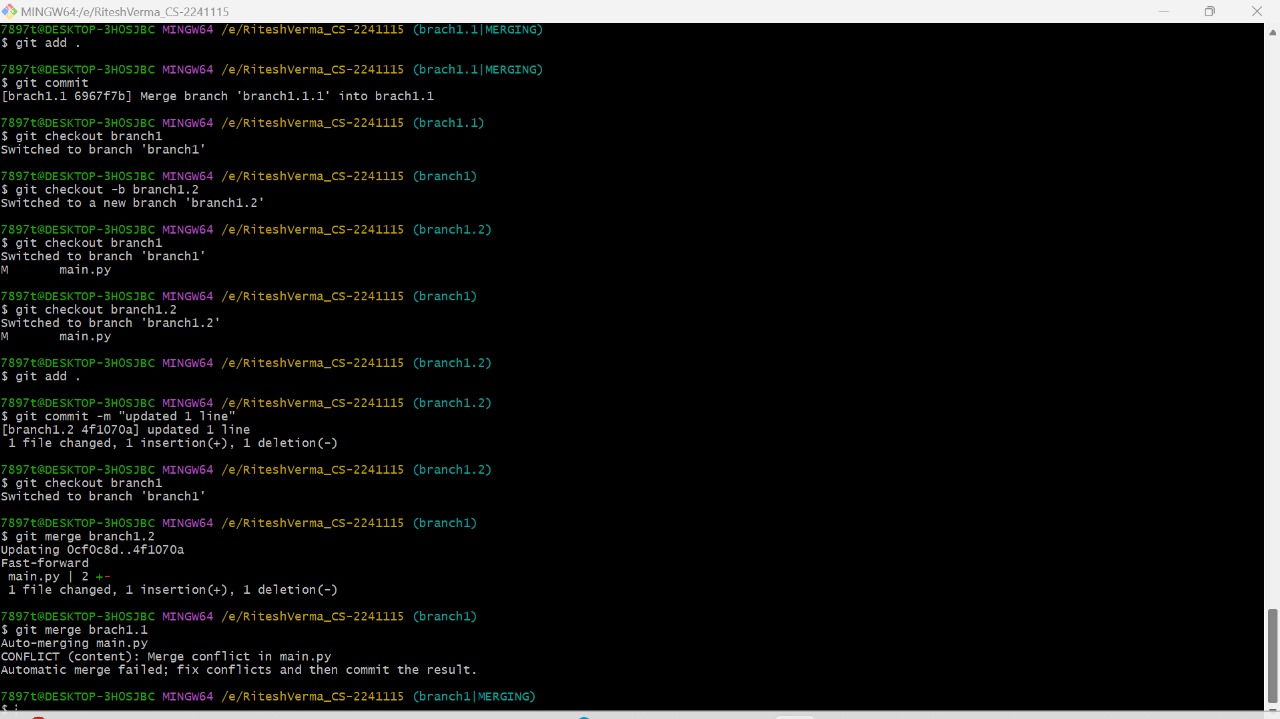 MINGW64:/e/RiteshVerma_CS-2241115
7897t@DESKTOP-3HOSJBC MINGW64 /e/RiteshVerma_CS-2241115 (brach1.1|MERGING)
$ git add .
7897t@DESKTOP-3HOSJBC MINGW64 /e/RiteshVerma_CS-2241115 (brach1.1|MERGING)
$ git commit
[brach1.1 6967f7b] Merge branch 'branch1.1.1' into brach1.1
7897t@DESKTOP-3HOSJBC MINGW64 /e/RiteshVerma_CS-2241115 (brach1.1)
$ git checkout branch1
Switched to branch 'branch1'
7897t@DESKTOP-3HOSJBC MINGW64 /e/RiteshVerma_CS-2241115 (branch1)
$ git checkout -b branch1.2
Switched to a new branch 'branch1.2'
7897t@DESKTOP-3HOSJBC MINGW64 /e/RiteshVerma_CS-2241115 (branch1.2)
$ git checkout branch1
Switched to branch 'branch1'
M       main.py
7897t@DESKTOP-3HOSJBC MINGW64 /e/RiteshVerma_CS-2241115 (branch1)
$ git checkout branch1.2
Switched to branch 'branch1.2'
M       main.py
7897t@DESKTOP-3HOSJBC MINGW64 /e/RiteshVerma_CS-2241115 (branch1.2)
$ git add .
7897t@DESKTOP-3HOSJBC MINGW64 /e/RiteshVerma_CS-2241115 (branch1.2)
$ git commit -m "updated 1 line"
[branch1.2 4f1070a] updated 1 line
 1 file changed, 1 insertion(+), 1 deletion(-)
7897t@DESKTOP-3HOSJBC MINGW64 /e/RiteshVerma_CS-2241115 (branch1.2)
$ git checkout branch1
Switched to branch 'branch1'
7897t@DESKTOP-3HOSJBC MINGW64 /e/RiteshVerma_CS-2241115 (branch1)
$ git merge branch1.2
Updating 0cf0c8d..4f1070a
Fast-forward
 main.py | 2 +-
 1 file changed, 1 insertion(+), 1 deletion(-)
7897t@DESKTOP-3HOSJBC MINGW64 /e/RiteshVerma_CS-2241115 (branch1)
$ git merge brach1.1
Auto-merging main.py
CONFLICT (content): Merge conflict in main.py
Automatic merge failed; fix conflicts and then commit the result.
7897t@DESKTOP-3HOSJBC MINGW64 /e/RiteshVerma_CS-2241115 (branch1|MERGING)
$